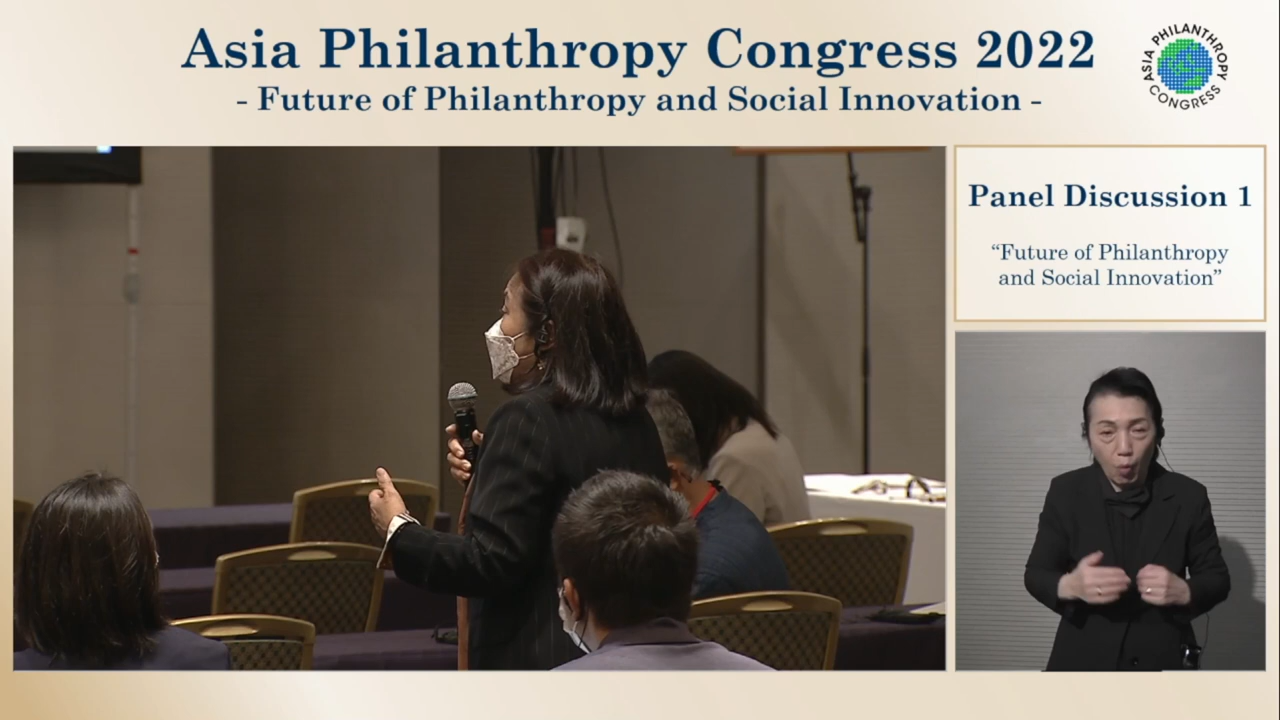 Asia Philanthropy Congress 2022
- Future of Philanthropy and Social Innovation -
ASIA PHILANTHROPY CONGRESS
Panel Discussion 1
“Future of Philanthropy
and Social Innovation”